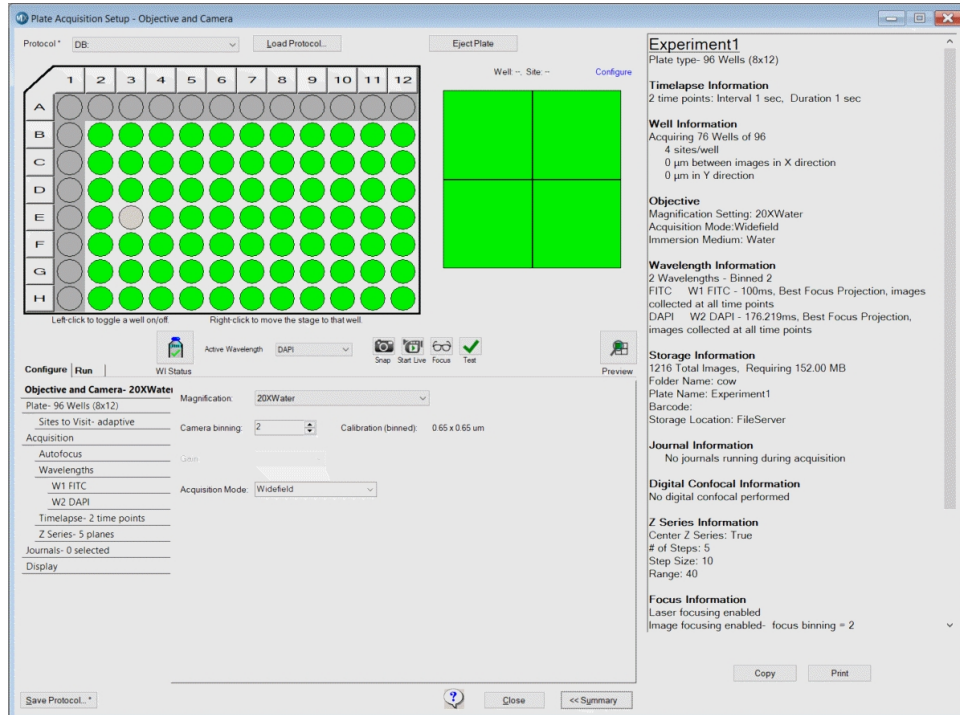 Plate Acquisition Setup - Objective and Camera
Protocol* DB: Load Protocol... Eject Plate
Well: --, Site: -- Configure
1 2 3 4 5 6 7 8 9 10 11 12
A
B
C
D
E
F
G
H
Left-click to toggle a well on/off. Right-click to move the stage to that well.
WI Status
Active Wavelength DAPI
Snap Start Live Focus Test
Preview
Configure Run
Objective and Camera- 20XWater
Plate- 96 Wells (8x12)
Sites to Visit- adaptive
Acquisition
Autofocus
Wavelengths
W1 FITC
W2 DAPI
Timelapse- 2 time points
Z Series- 5 planes
Journals- 0 selected
Display
Magnification: 20XWater
Camera binning: 2 Calibration (binned): 0.65 x 0.65 um
Gain:
Acquisition Mode: Widefield
Save Protocol...*
? Close << Summary
Experiment1
Plate type- 96 Wells (8x12)
Timelapse Information
2 time points: Interval 1 sec, Duration 1 sec
Well Information
Acquiring 76 Wells of 96
4 sites/well
0 µm between images in X direction
0 µm in Y direction
Objective
Magnification Setting: 20XWater
Acquisition Mode:Widefield
Immersion Medium: Water
Wavelength Information
2 Wavelengths - Binned 2
FITC W1 FITC - 100ms, Best Focus Projection, images
collected at all time points
DAPI W2 DAPI - 176.219ms, Best Focus Projection,
images collected at all time points
Storage Information
1216 Total Images, Requiring 152.00 MB
Folder Name: cow
Plate Name: Experiment1
Barcode:
Storage Location: FileServer
Journal Information
No journals running during acquisition
Digital Confocal Information
No digital confocal performed
Z Series Information
Center Z Series: True
# of Steps: 5
Step Size: 10
Range: 40
Focus Information
Laser focusing enabled
Image focusing enabled- focus binning = 2
Copy Print